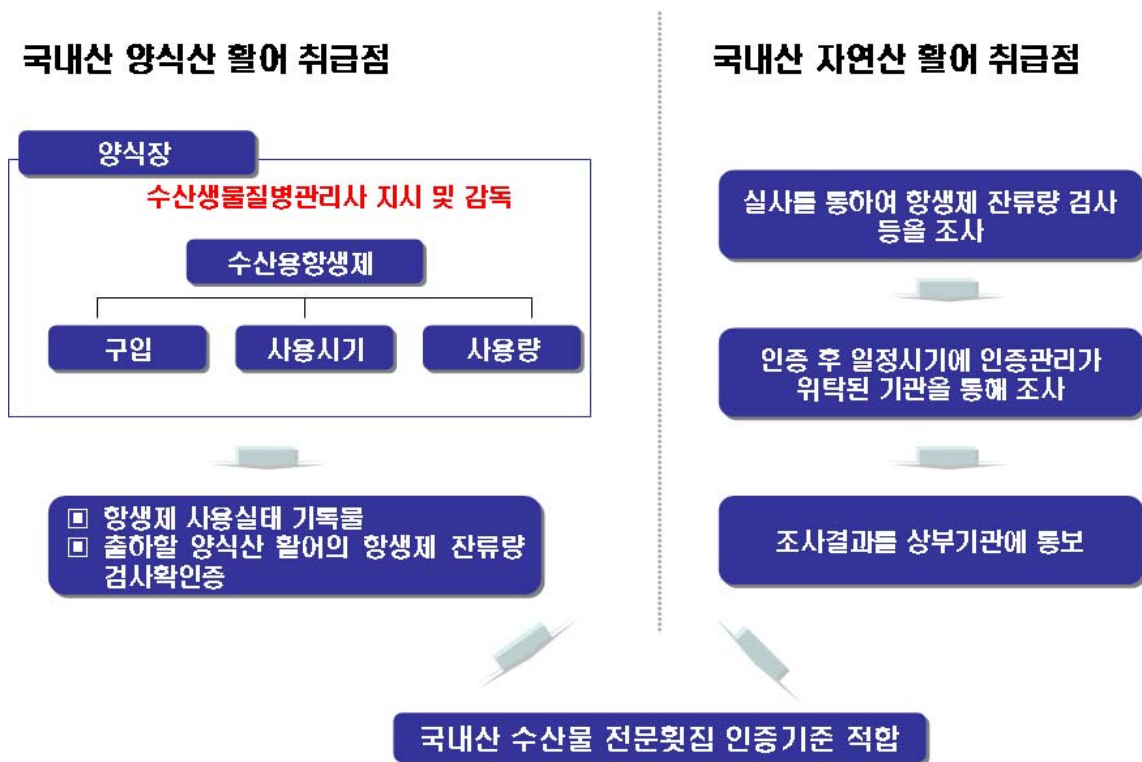 국내산 양식산 활어 취급점
양식장
수산생물질병관리사 지시 및 감독
수산용항생제
구입
사용시기
사용량
▣ 항생제 사용실태 기록물
▣ 출하할 양식산 활어의 항생제 잔류량
검사확인증
국내산 자연산 활어 취급점
실사를 통하여 항생제 잔류량 검사
등을 조사
인증 후 일정시기에 인증관리가
위탁된 기관을 통해 조사
조사결과를 상부기관에 통보
국내산 수산물 전문횟집 인증기준 적합